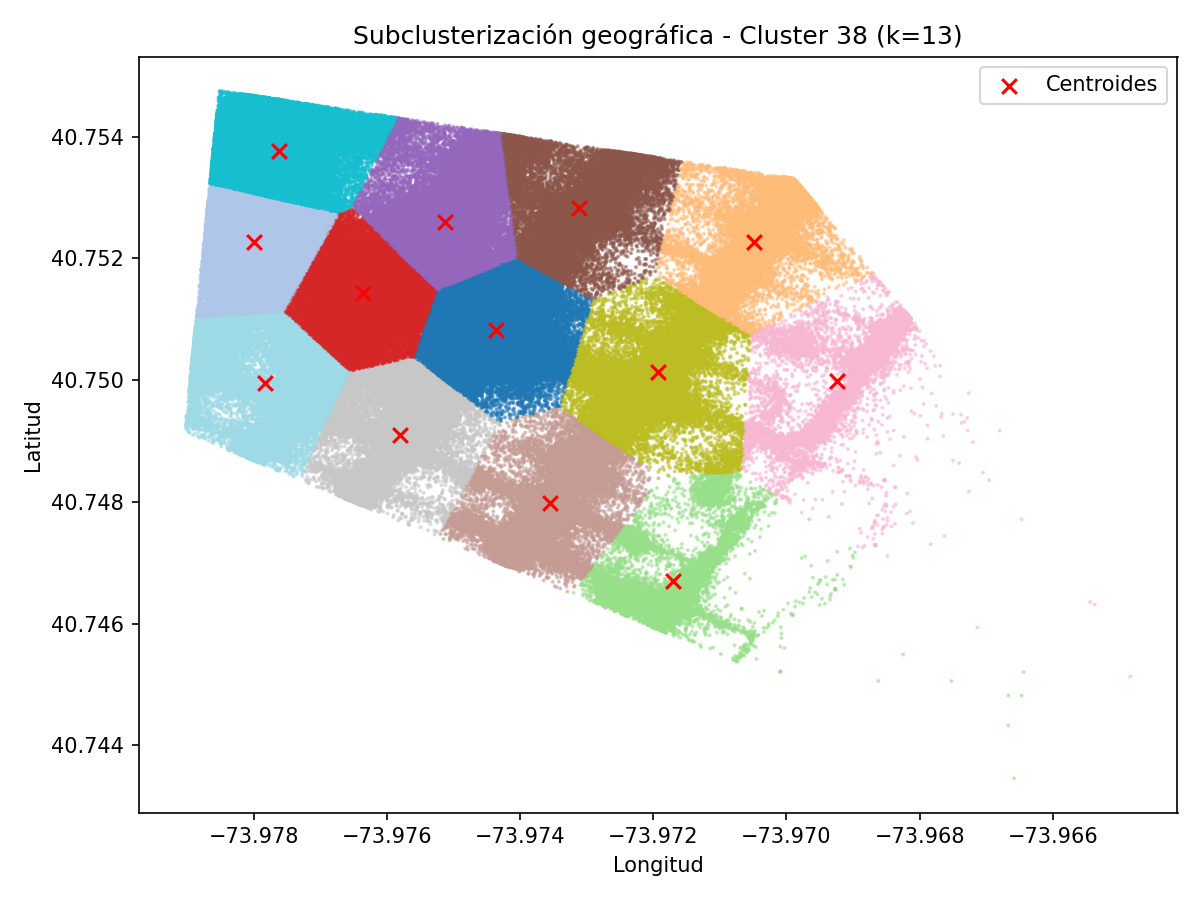 Subclusterización geográfica - Cluster 38 (k=13)
Centroides
40.754
40.752
40.750
40.748
40.746
40.744
Latitud
−73.978 −73.976 −73.974 −73.972 −73.970 −73.968 −73.966
Longitud